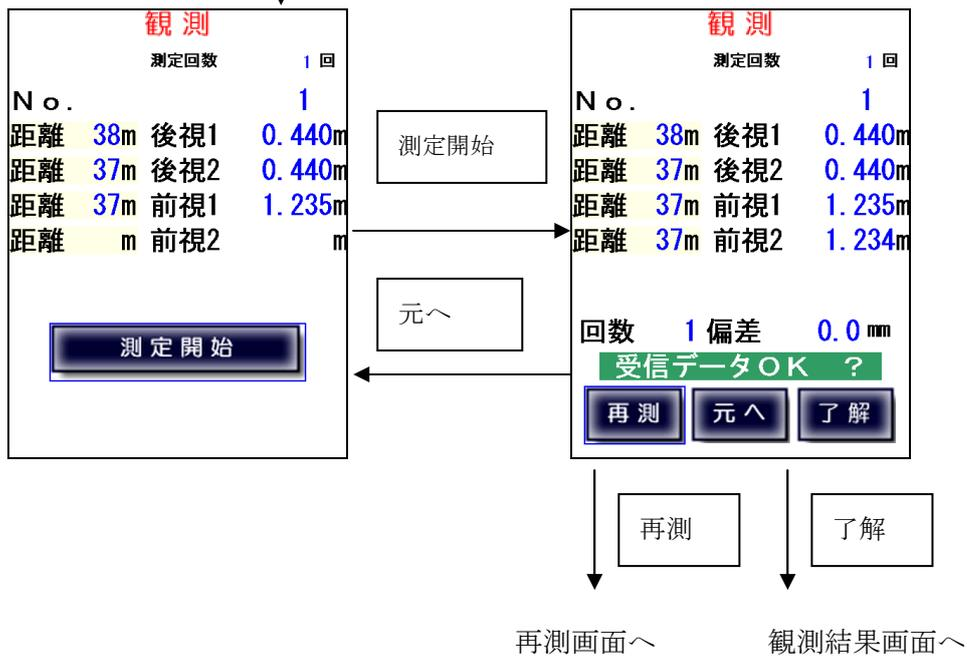 観測
測定回数 1 回
No. 1
距離 38m 後視1 0.440m
距離 37m 後視2 0.440m
距離 37m 前視1 1.235m
距離 m 前視2 m
測定開始
測定開始
元へ
観測
測定回数 1 回
No. 1
距離 38m 後視1 0.440m
距離 37m 後視2 0.440m
距離 37m 前視1 1.235m
距離 37m 前視2 1.234m
回数 1 偏差 0.0 mm
受信データOK ?
再測 元へ 了解
再測
了解
再測画面へ
観測結果画面へ